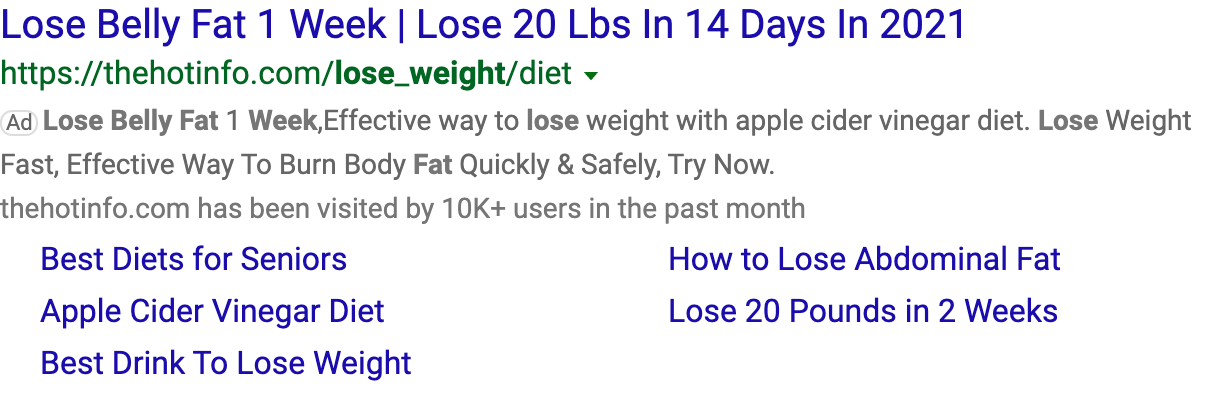 Lose Belly Fat 1 Week | Lose 20 Lbs In 14 Days In 2021
https://thehotinfo.com/lose_weight/diet
Ad Lose Belly Fat 1 Week,Effective way to lose weight with apple cider vinegar diet. Lose Weight
Fast, Effective Way To Burn Body Fat Quickly & Safely, Try Now.
thehotinfo.com has been visited by 10K+ users in the past month
Best Diets for Seniors
How to Lose Abdominal Fat
Apple Cider Vinegar Diet
Lose 20 Pounds in 2 Weeks
Best Drink To Lose Weight